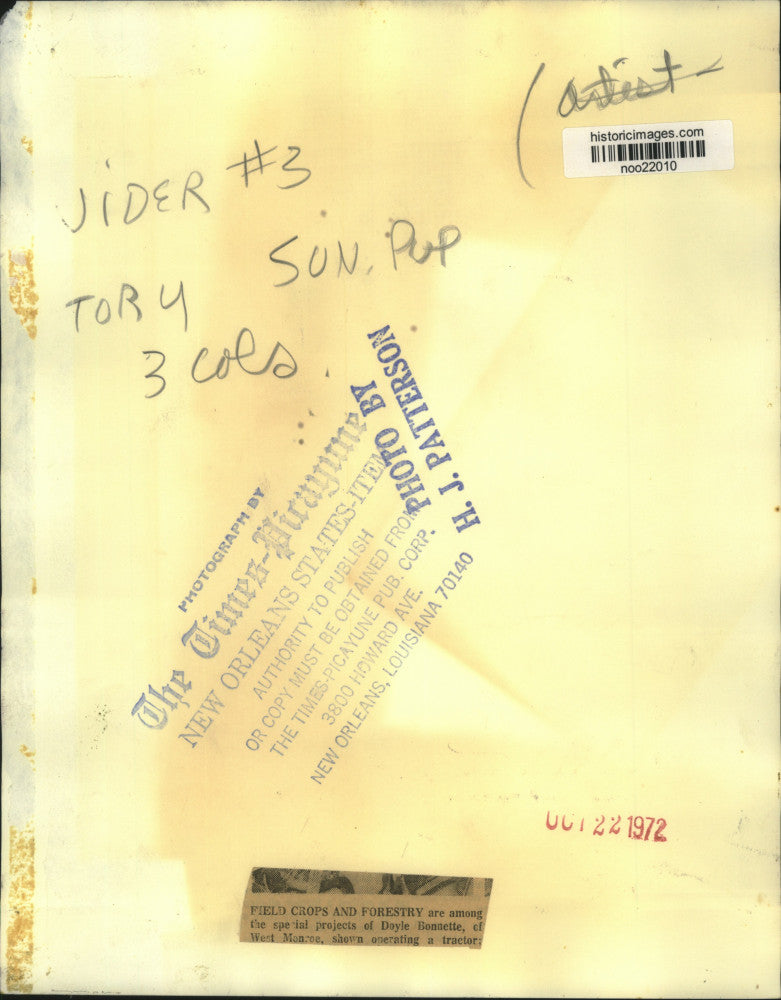 (artist
historicimages.com
noo22010
JIDER #3
SUN. Pup
TORY
3 cols.
PHOTO BY
H. J. PATTERSON
PHOTOGRAPH BY
The Times-Picayune
NEW ORLEANS STATES-ITEM
AUTHORITY TO PUBLISH
OR COPY MUST BE OBTAINED FROM
THE TIMES-PICAYUNE PUB. CORP.
3800 HOWARD AVE.
NEW ORLEANS, LOUISIANA 70140
OCT 22 1972
FIELD CROPS AND FORESTRY are among
the special projects of Doyle Bonnette, of
West Monroe, shown operating a tractor;